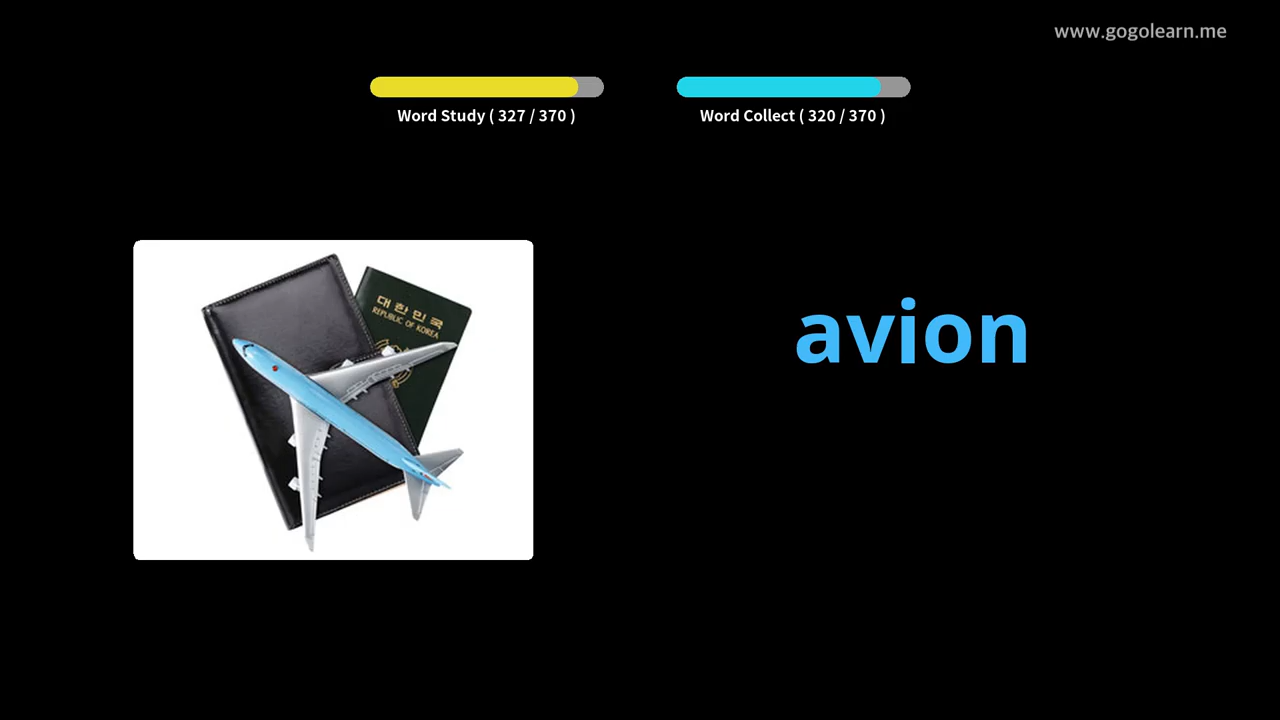 www.gogolearn.me
Word Study ( 327 / 370 )
Word Collect ( 320 / 370 )
대한민국
REPUBLIC OF KOREA
avion